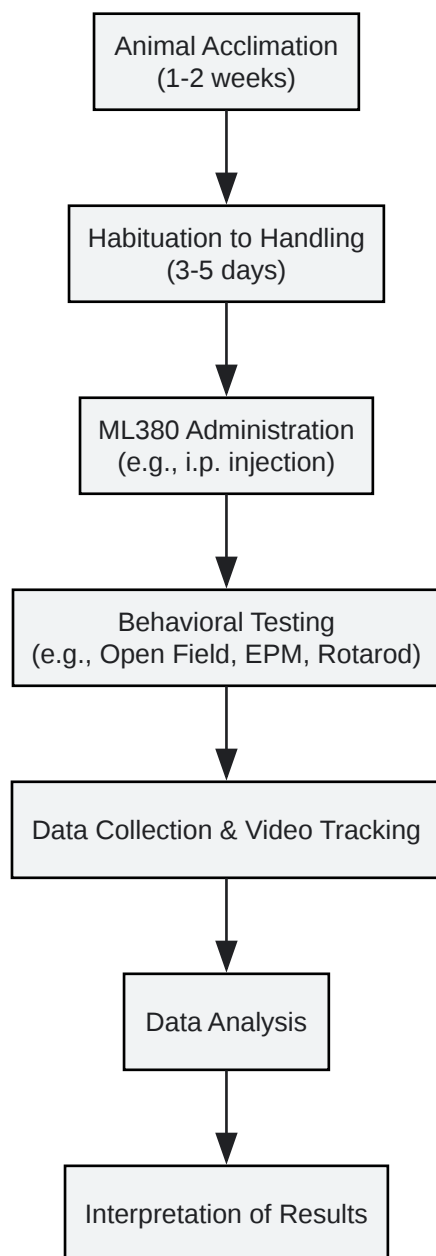 Animal Acclimation
(1-2 weeks)
Habituation to Handling
(3-5 days)
ML380 Administration
(e.g., i.p. injection)
Behavioral Testing
(e.g., Open Field, EPM, Rotarod)
Data Collection & Video Tracking
Data Analysis
Interpretation of Results